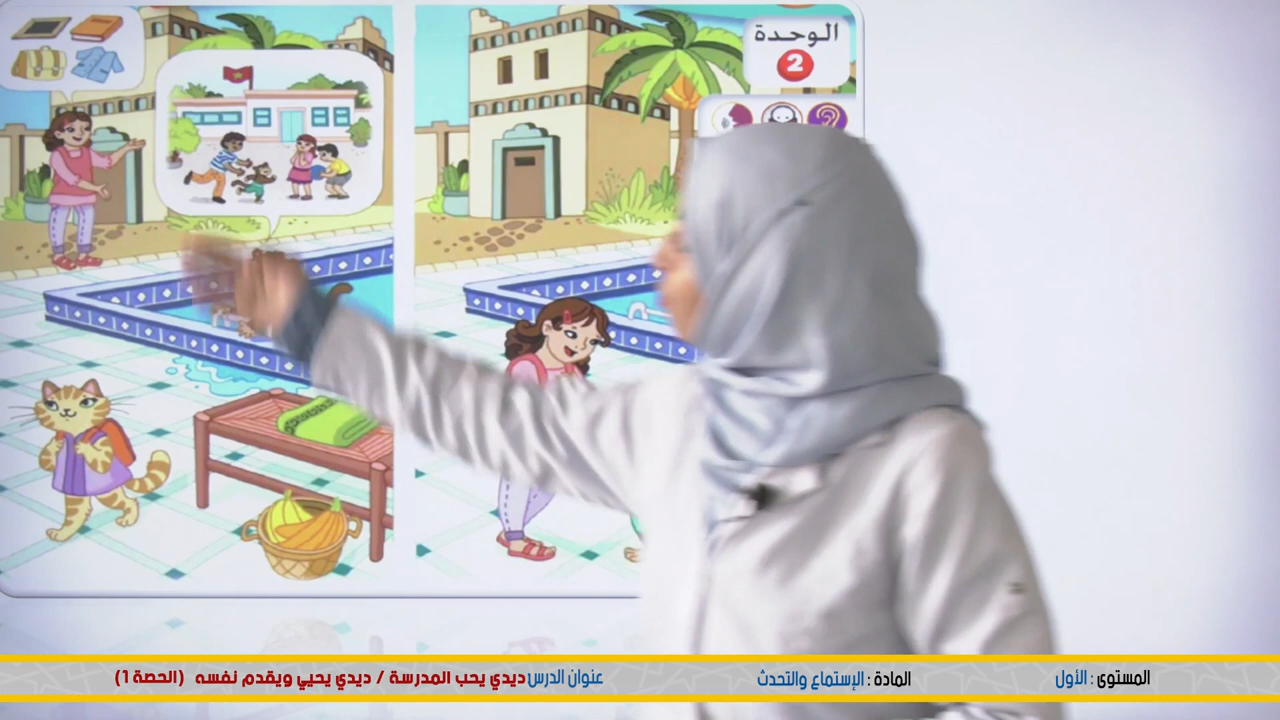 الوحدة
2
المستوى : الأول
المادة : الإستماع والتحدث
عنوان الدرس ديدي يحب المدرسة / ديدي يحيي ويقدم نفسه (الحصة 1)